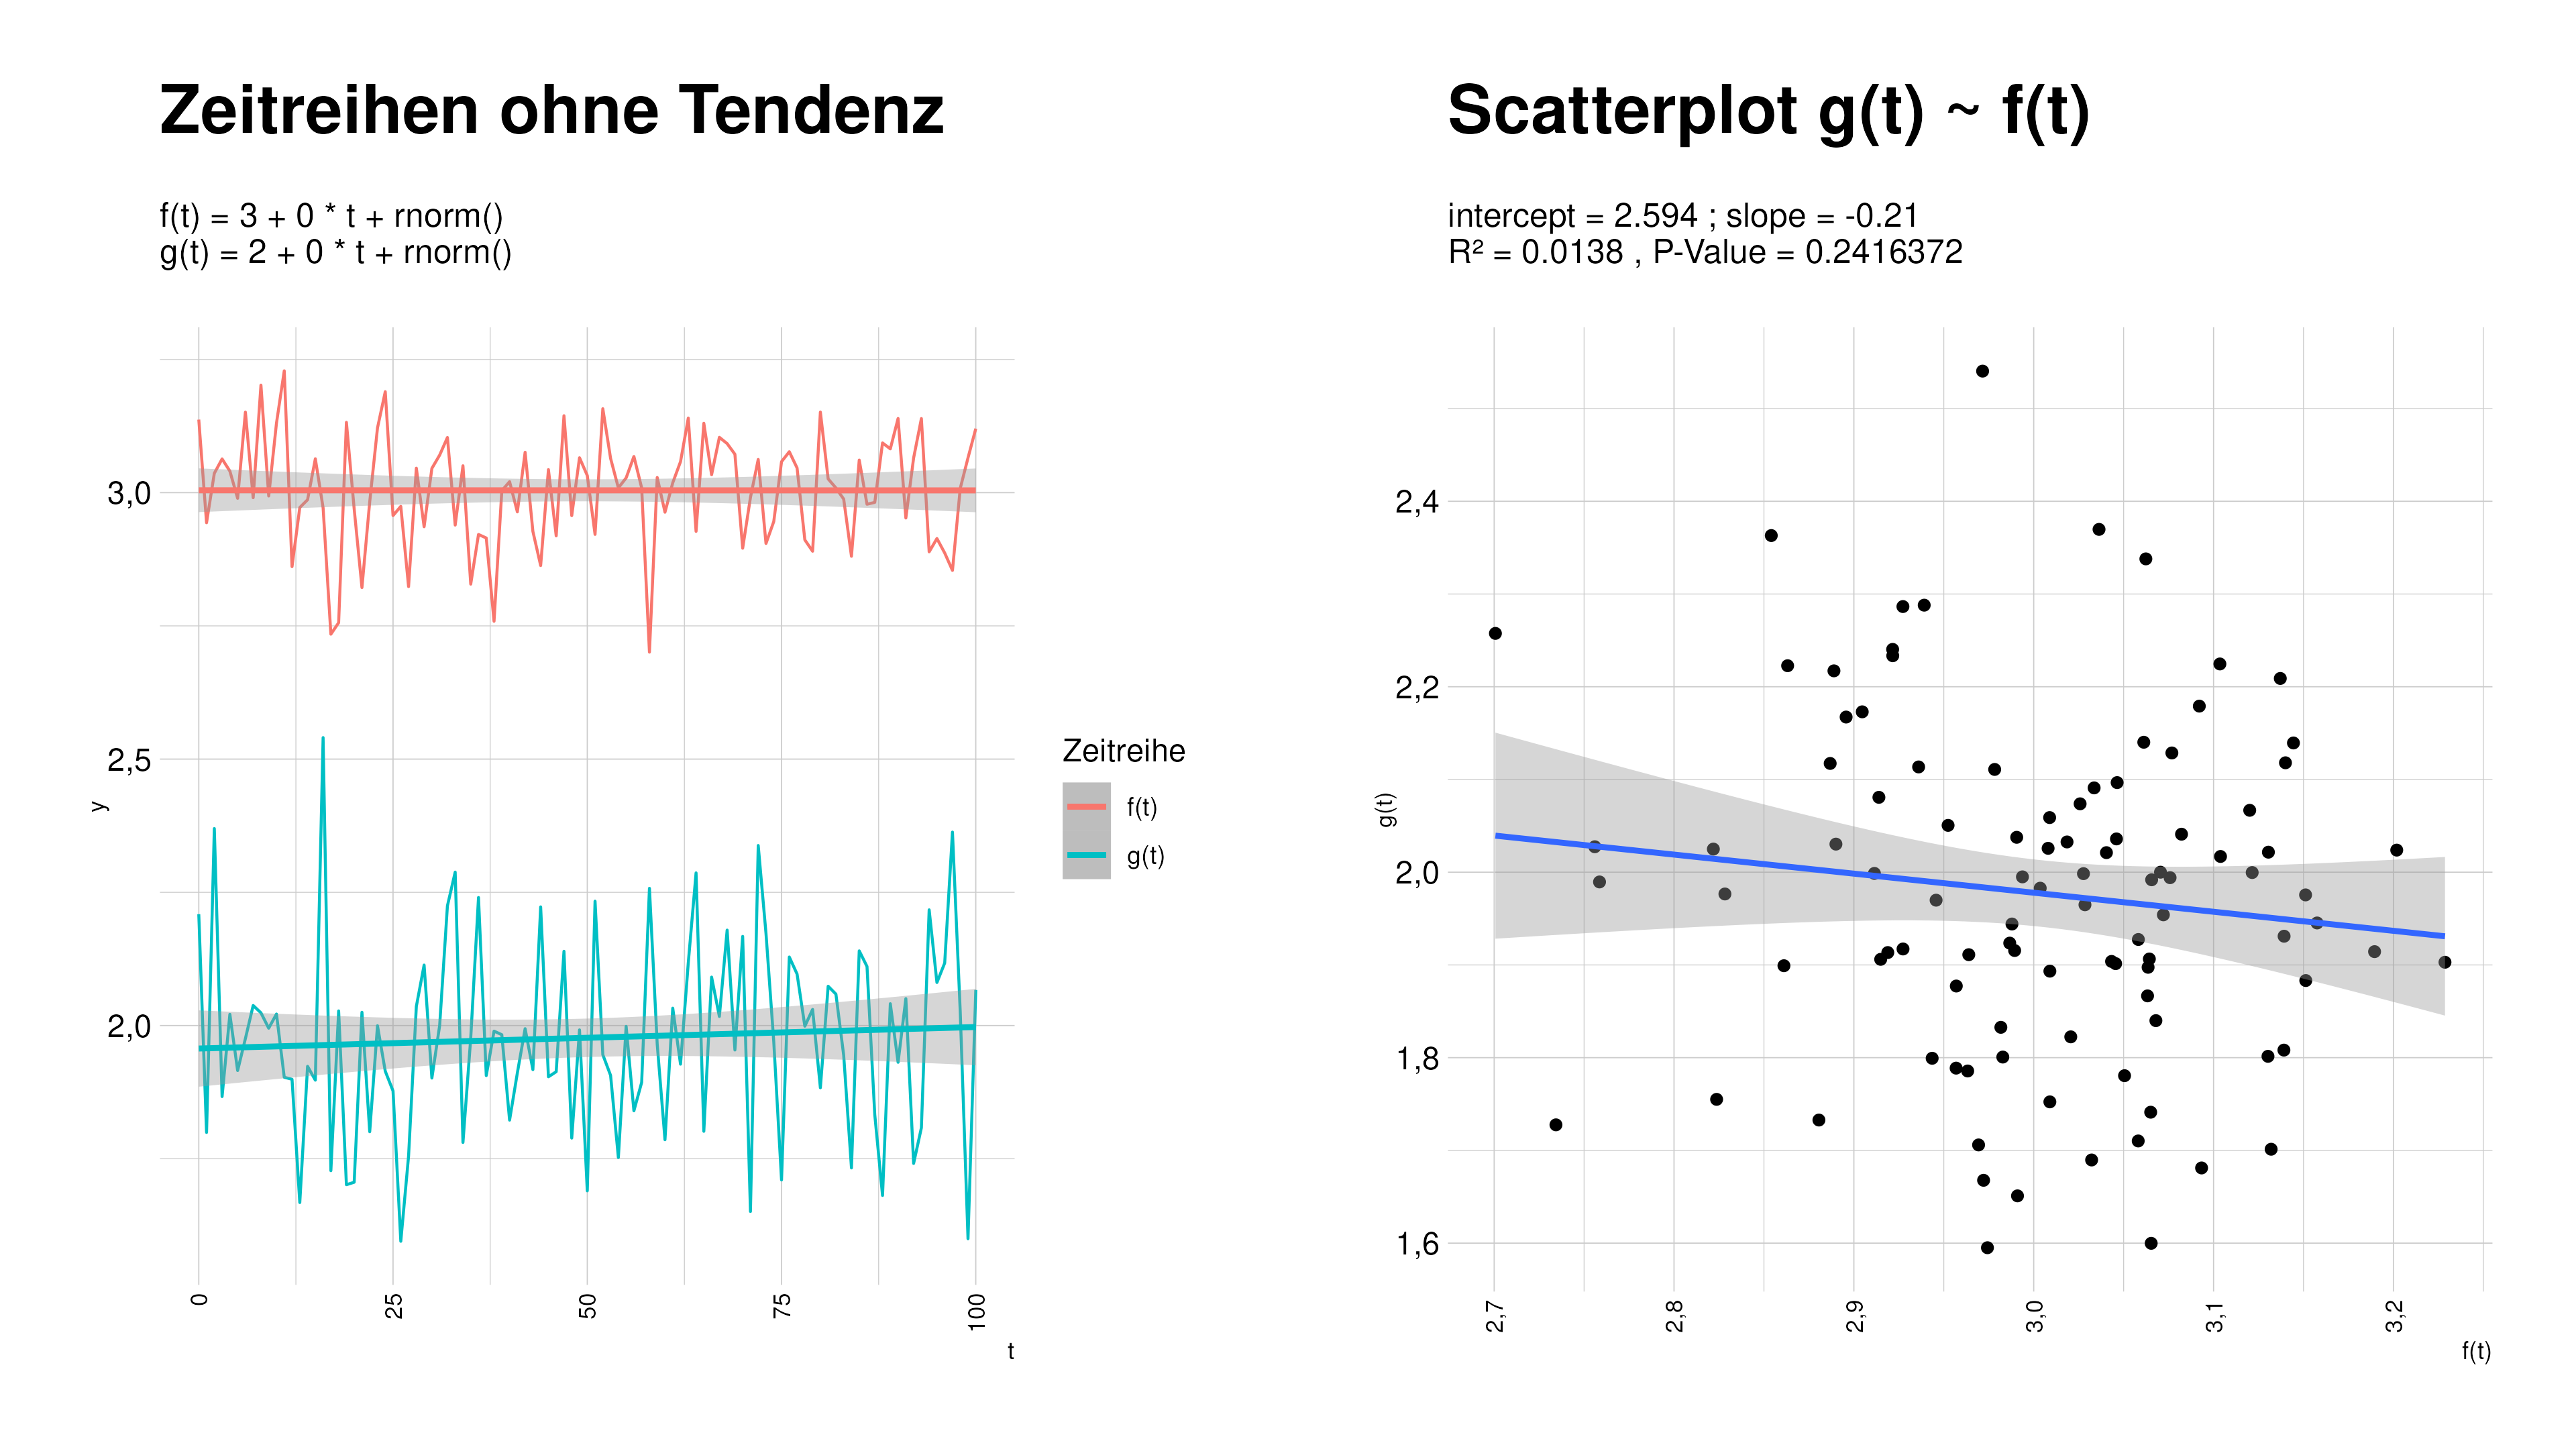 Zeitreihen ohne Tendenz
f(t) = 3 + 0 * t + rnorm()
g(t) = 2 + 0 * t + rnorm()
3,0
2,5
2,0
y
0
25
50
75
100
t
Zeitreihe
f(t)
g(t)
Scatterplot g(t) ~ f(t)
intercept = 2.594 ; slope = -0.21
R² = 0.0138 , P-Value = 0.2416372
2,4
2,2
2,0
1,8
1,6
g(t)
2,7
2,8
2,9
3,0
3,1
3,2
f(t)